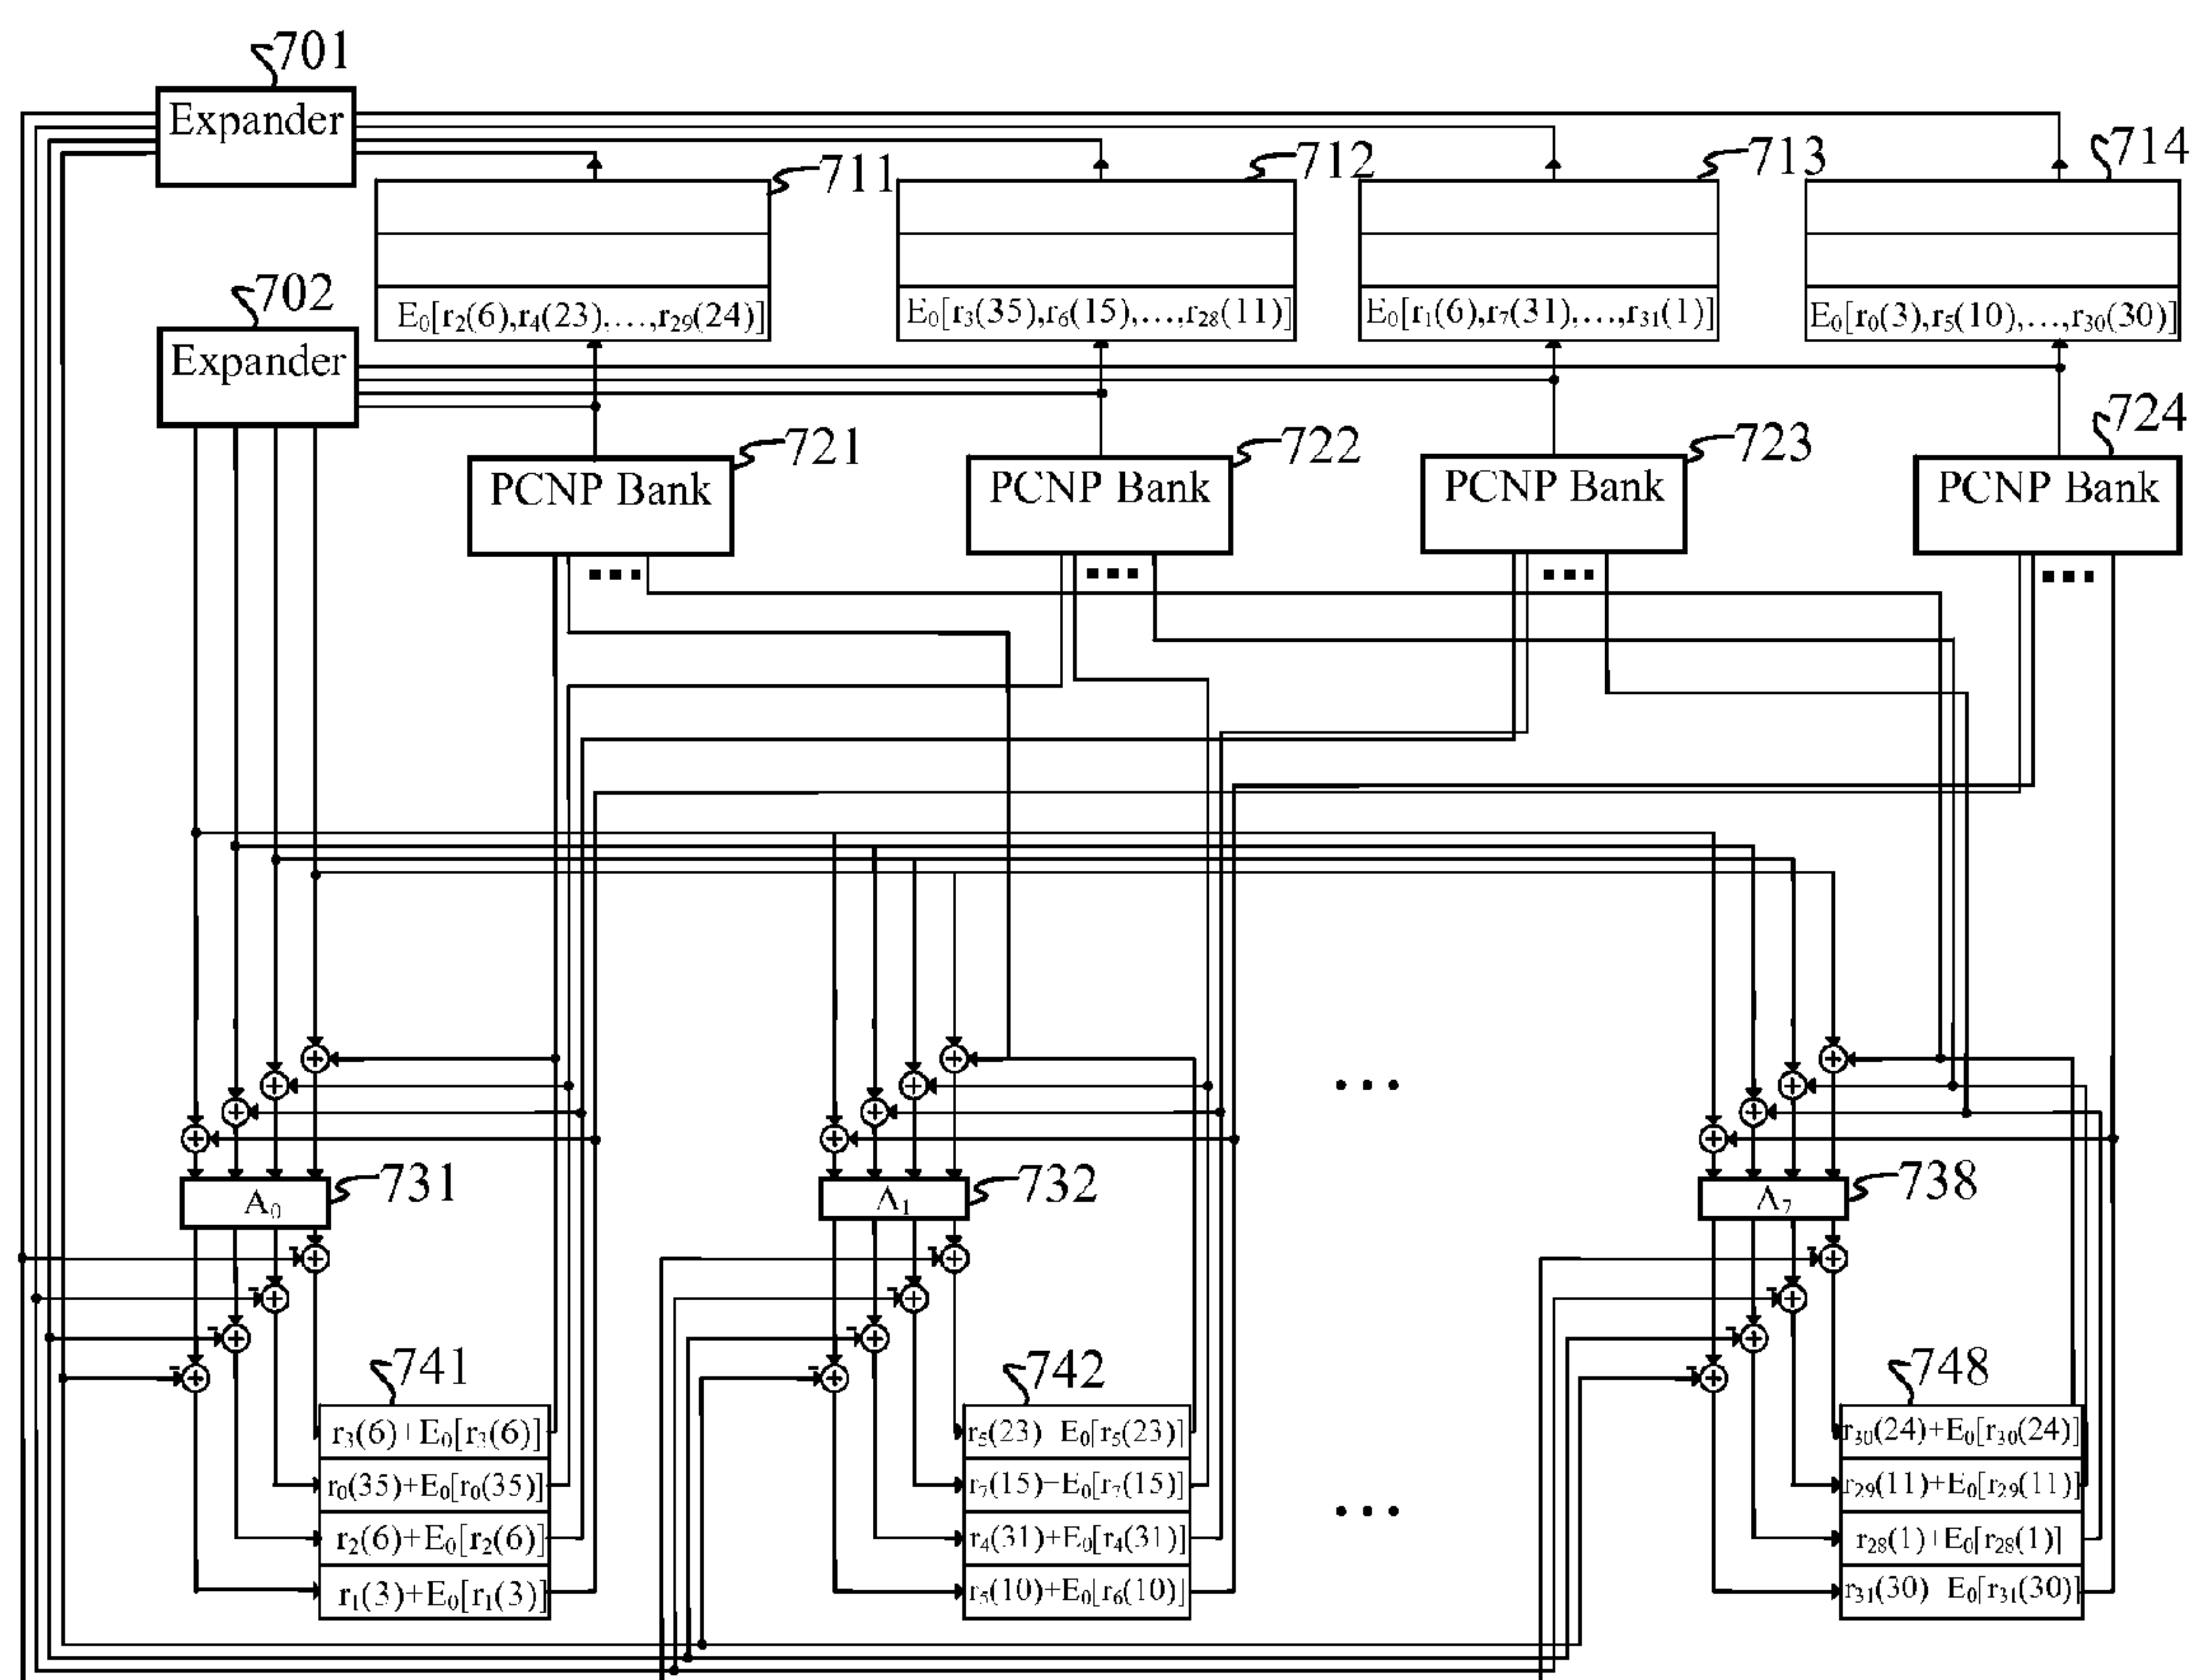 701
Expander
711
712
713
714
702
Expander
E₀[r₂(6),r₄(23),...,r₂₉(24)]
E₀[r₃(35),r₆(15),...,r₂₈(11)]
E₀[r₁(6),r₇(31),...,r₃₁(1)]
E₀[r₀(3),r₅(10),...,r₃₀(30)]
721
PCNP Bank
722
PCNP Bank
723
PCNP Bank
724
PCNP Bank
...
...
...
...
...
731
A₀
732
A₁
738
A₇
741
r₃(6)+E₀[r₃(6)]
r₀(35)+E₀[r₀(35)]
r₂(6)+E₀[r₂(6)]
r₁(3)+E₀[r₁(3)]
742
r₅(23) E₀[r₅(23)]
r₇(15)−E₀[r₇(15)]
r₄(31)+E₀[r₄(31)]
r₅(10)+E₀[r₆(10)]
...
748
r₃₀(24)+E₀[r₃₀(24)]
r₂₉(11)+E₀[r₂₉(11)]
r₂₈(1)+E₀[r₂₈(1)]
r₃₁(30) E₀[r₃₁(30)]